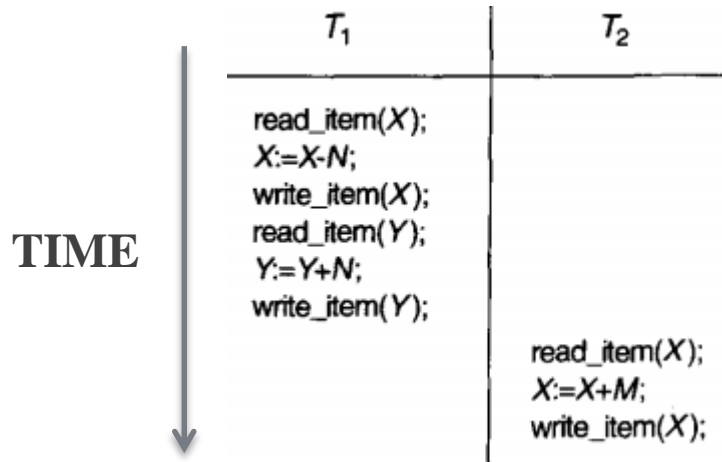 T1 T2
read_item(X);
X:=X-N;
write_item(X);
read_item(Y);
TIME
Y:=Y+N;
write_item(Y);
read_item(X);
X:=X+M;
write_item(X);